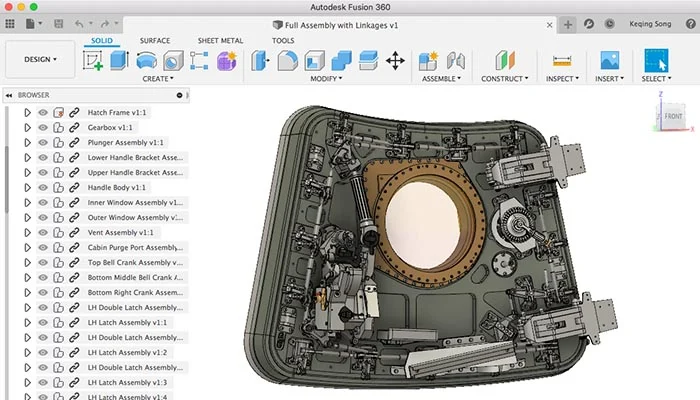 Autodesk Fusion 360
Full Assembly with Linkages v1
Keqing Song
SOLID SURFACE SHEET METAL TOOLS
DESIGN
CREATE MODIFY ASSEMBLE CONSTRUCT INSPECT INSERT SELECT
BROWSER
Hatch Frame v1:1
Gearbox v1:1
Plunger Assembly v1:1
Lower Handle Bracket Asse...
Upper Handle Bracket Asse...
Handle Body v1:1
Inner Window Assembly v1...
Outer Window Assembly v1:...
Vent Assembly v1:1
Cabin Purge Port Assembly...
Top Bell Crank Assembly v...
Bottom Middle Bell Crank A...
Bottom Right Crank Assem...
LH Double Latch Assembly...
LH Latch Assembly v1:1
LH Latch Assembly v1:2
LH Double Latch Assembly...
LH Latch Assembly v1:3
LH Latch Assembly v1:4
Z
FRONT
X